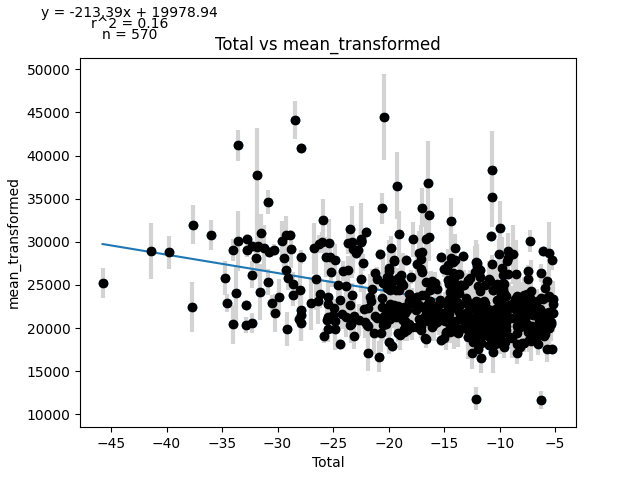 y = -213.39x + 19978.94
r^2 = 0.16
n = 570
Total vs mean_transformed
50000
45000
40000
35000
30000
25000
20000
15000
10000
mean_transformed
−45 −40 −35 −30 −25 −20 −15 −10 −5
Total